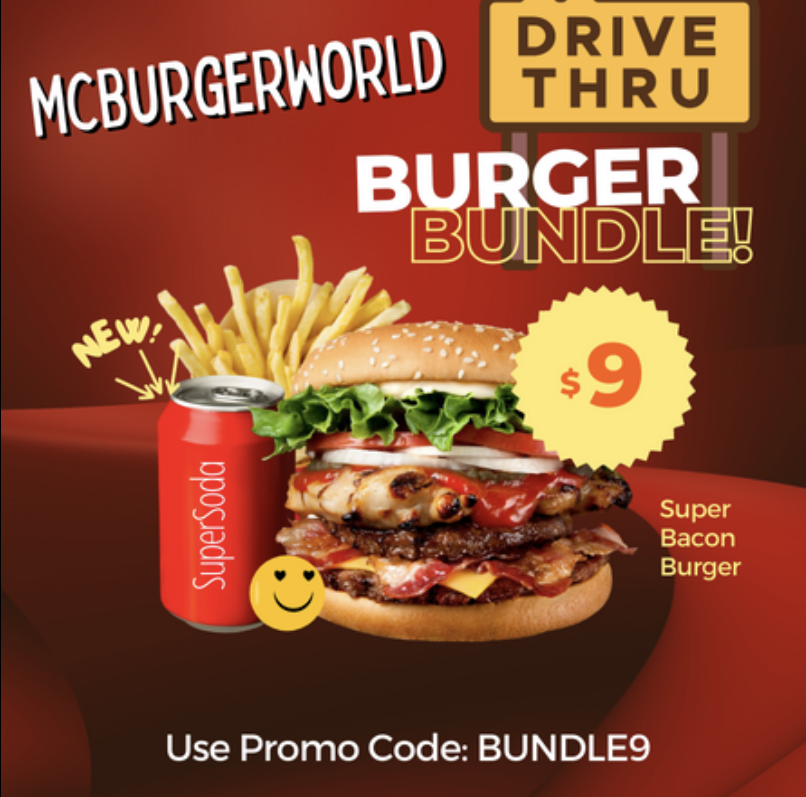 MCBURGERWORLD
DRIVE
THRU
BURGER
BUNDLE!
NEW!
$9
SuperSoda
Super
Bacon
Burger
Use Promo Code: BUNDLE9